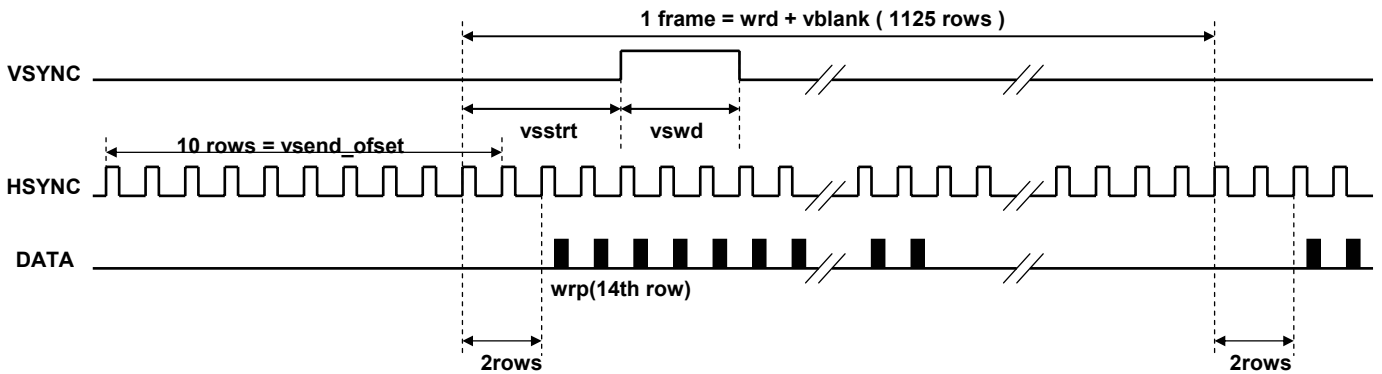 1 frame = wrd + vblank ( 1125 rows )
VSYNC
vsstrt
vswd
10 rows = vsend_ofset
HSYNC
DATA
wrp(14th row)
2rows
2rows